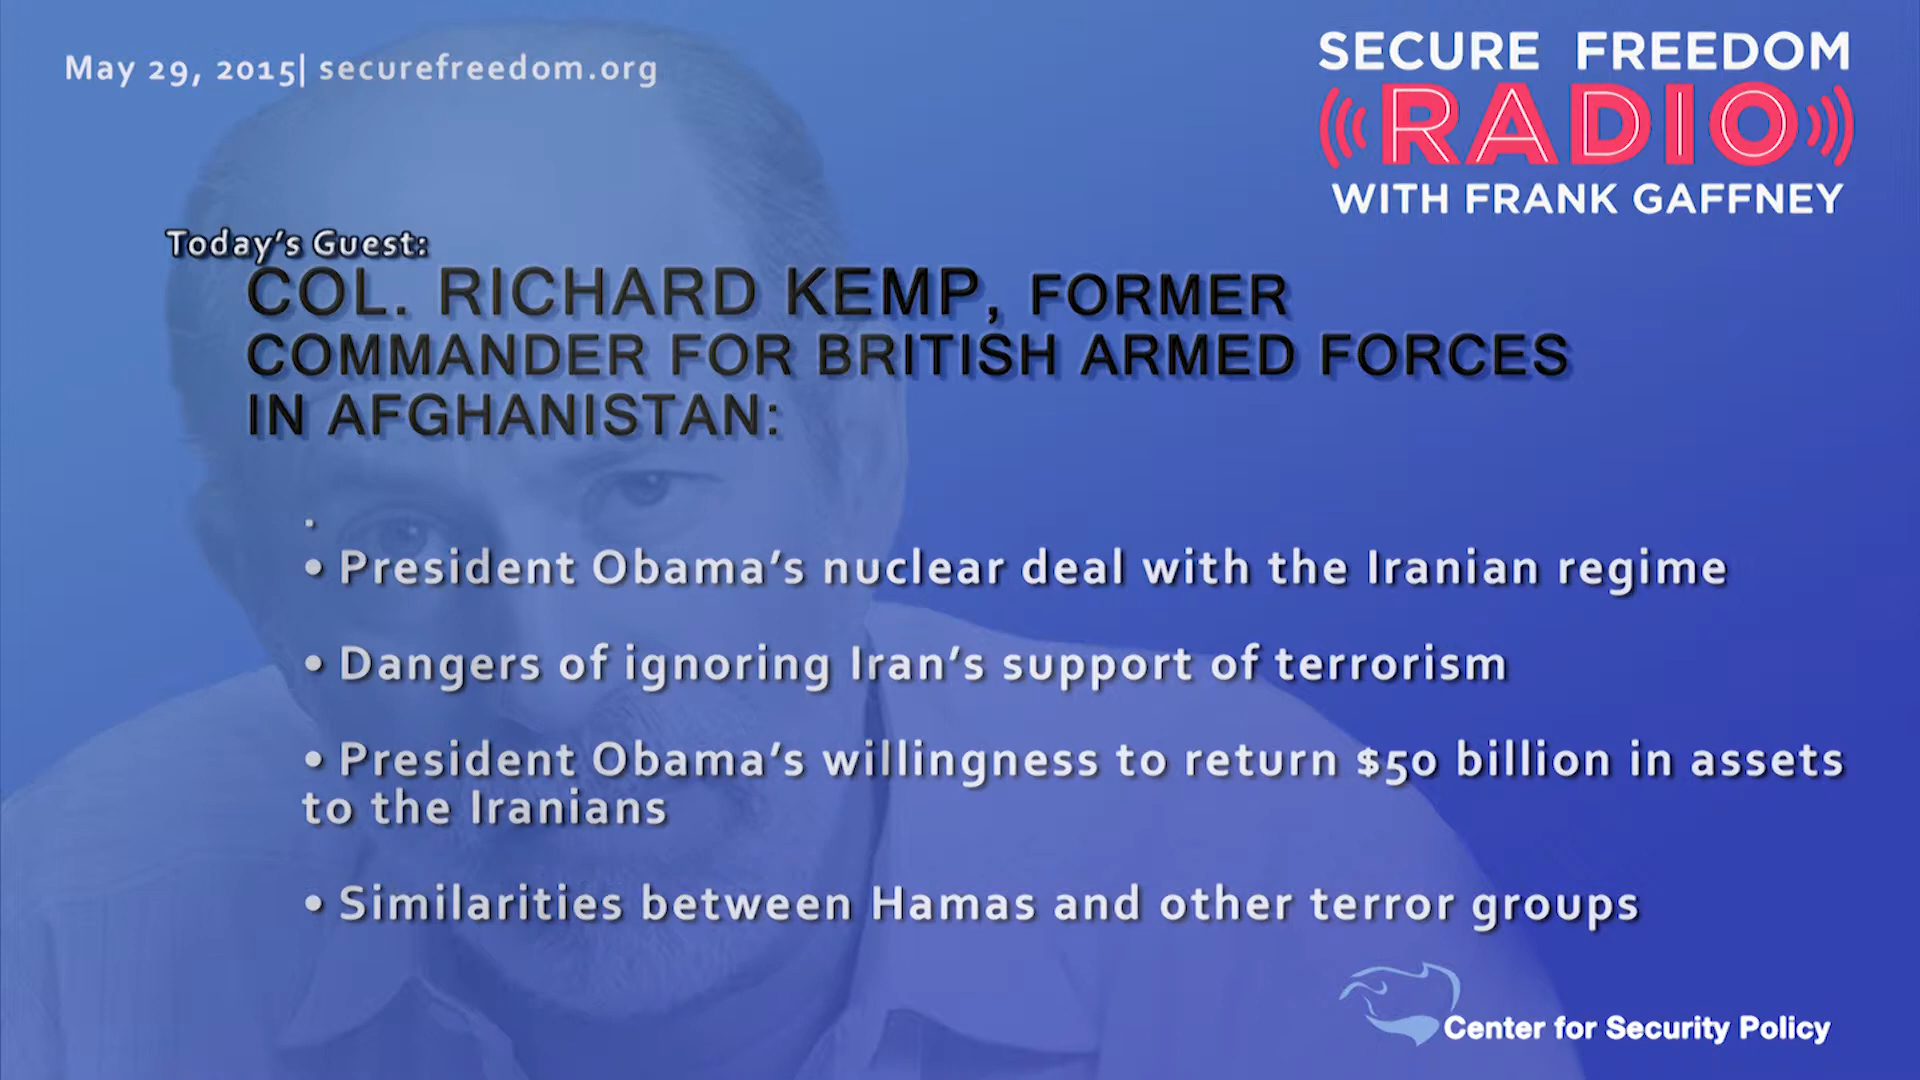 May 29, 2015| securefreedom.org
SECURE FREEDOM
RADIO
WITH FRANK GAFFNEY
Today's Guest:
COL. RICHARD KEMP, FORMER
COMMANDER FOR BRITISH ARMED FORCES
IN AFGHANISTAN:
.
• President Obama's nuclear deal with the Iranian regime
• Dangers of ignoring Iran's support of terrorism
• President Obama's willingness to return $50 billion in assets
to the Iranians
• Similarities between Hamas and other terror groups
Center for Security Policy